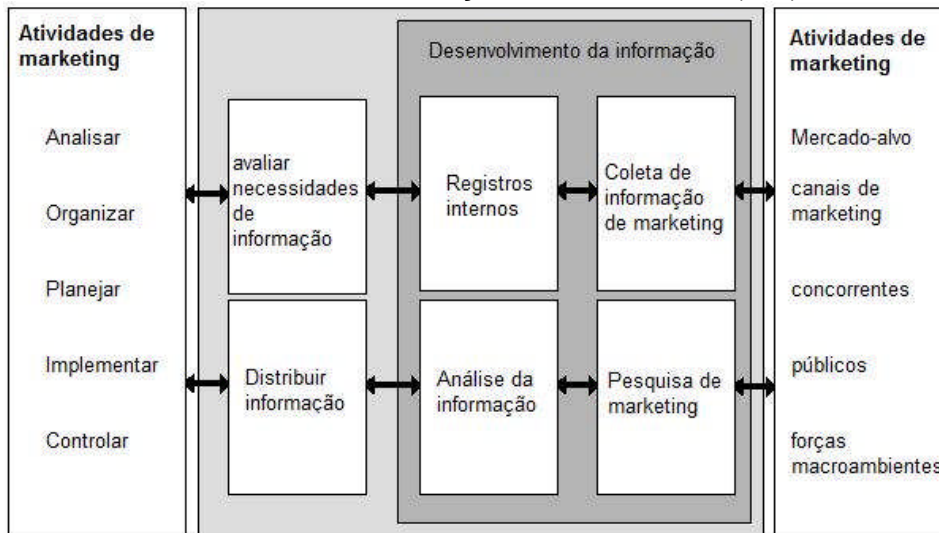 Atividades de
marketing
Analisar
Organizar
Planejar
Implementar
Controlar
Desenvolvimento da informação
avaliar
necessidades
de
informação
Registros
internos
Coleta de
informação
de marketing
Distribuir
informação
Análise da
informação
Pesquisa de
marketing
Atividades de
marketing
Mercado-alvo
canais de
marketing
concorrentes
públicos
forças
macroambientes